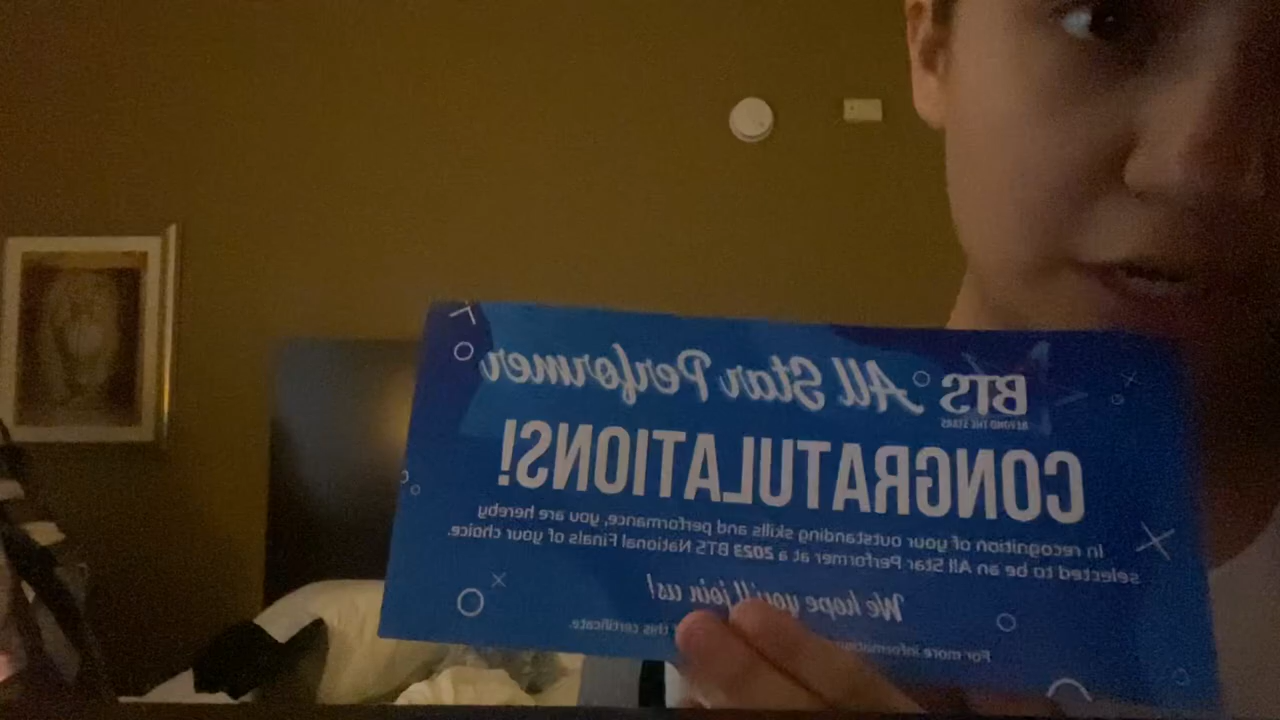 BTS All Star Performer
BEYOND THE STARS
CONGRATULATIONS!
In recognition of your outstanding skills and performance, you are hereby
selected to be an All Star Performer at a 2023 BTS National Finals of your choice.
We hope you'll join us!
For more information this certificate.